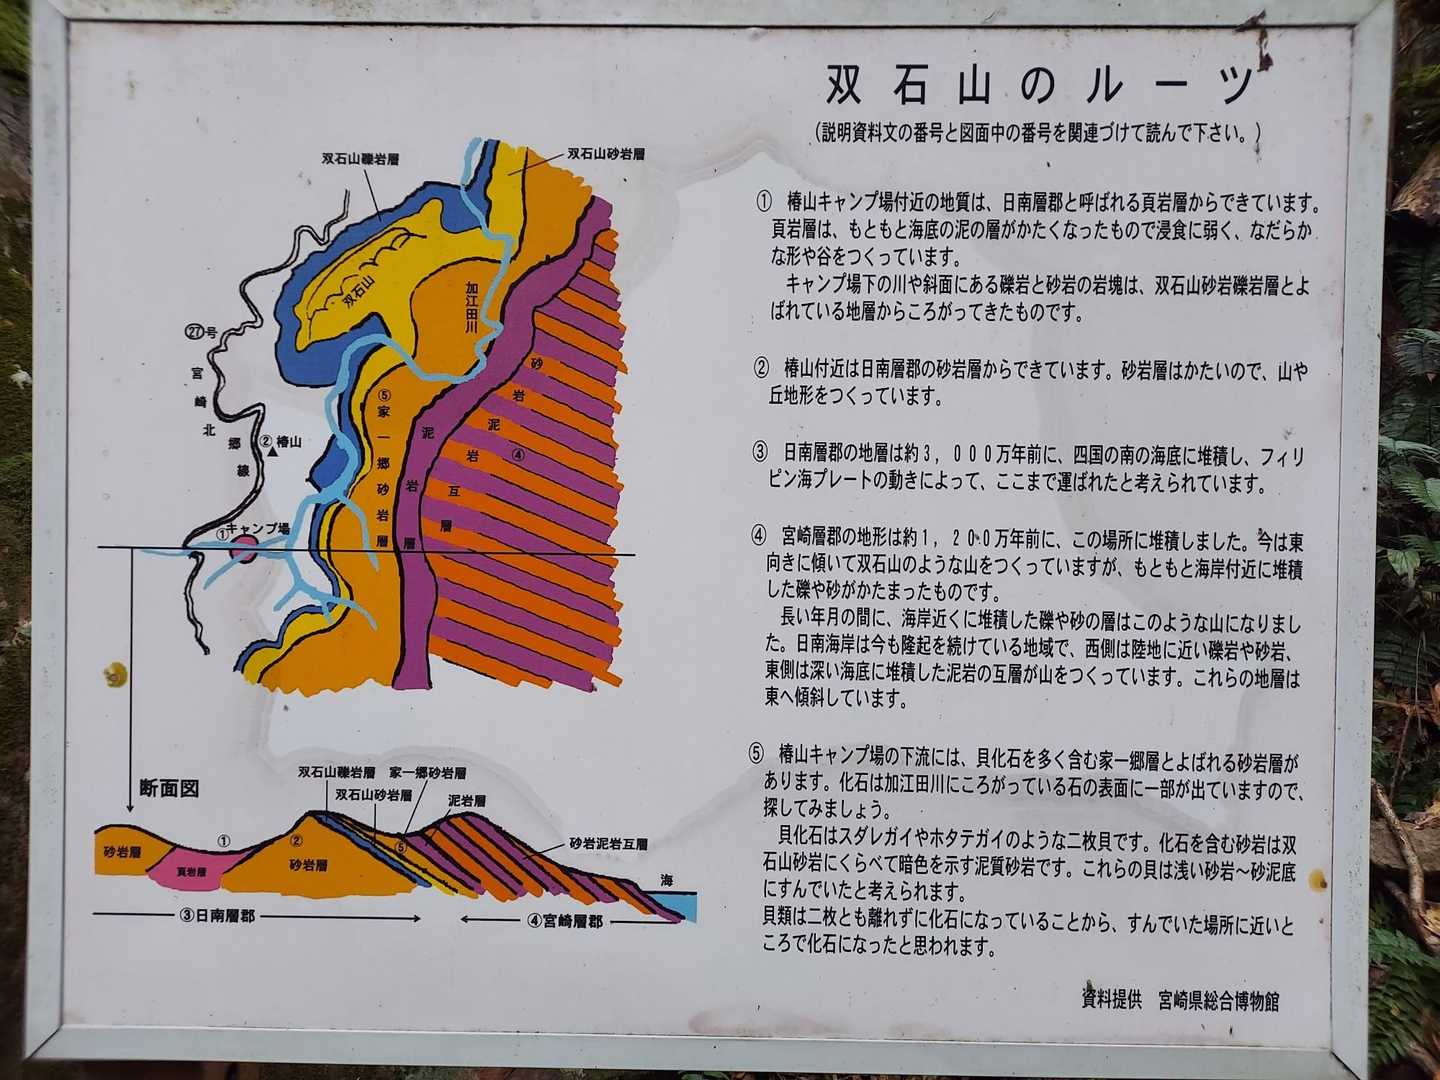 双石山のルーツ
（説明資料文の番号と図面中の番号を関連づけて読んで下さい。）
① 椿山キャンプ場付近の地質は、日南層郡と呼ばれる頁岩層からできています。
頁岩層は、もともと海底の泥の層がかたくなったもので浸食に弱く、なだらか
な形や谷をつくっています。
キャンプ場下の川や斜面にある礫岩と砂岩の岩塊は、双石山砂岩礫岩層とよ
ばれている地層からころがってきたものです。
② 椿山付近は日南層郡の砂岩層からできています。砂岩層はかたいので、山や
丘地形をつくっています。
③ 日南層郡の地層は約３，０００万年前に、四国の南の海底に堆積し、フィリ
ピン海プレートの動きによって、ここまで運ばれたと考えられています。
④ 宮崎層郡の地形は約１，２００万年前に、この場所に堆積しました。今は東
向きに傾いて双石山のような山をつくっていますが、もともと海岸付近に堆積
した礫や砂がかたまったものです。
長い年月の間に、海岸近くに堆積した礫や砂の層はこのような山になりまし
た。日南海岸は今も隆起を続けている地域で、西側は陸地に近い礫岩や砂岩、
東側は深い海底に堆積した泥岩の互層が山をつくっています。これらの地層は
東へ傾斜しています。
⑤ 椿山キャンプ場の下流には、貝化石を多く含む家一郷層とよばれる砂岩層が
あります。化石は加江田川にころがっている石の表面に一部が出ていますので、
探してみましょう。
貝化石はスダレガイやホタテガイのような二枚貝です。化石を含む砂岩は双
石山砂岩にくらべて暗色を示す泥質砂岩です。これらの貝は浅い砂岩～砂泥底
にすんでいたと考えられます。
貝類は二枚とも離れずに化石になっていることから、すんでいた場所に近いと
ころで化石になったと思われます。
資料提供 宮崎県総合博物館
双石山礫岩層
双石山砂岩層
双石山
加江田川
㉗号
宮崎北郷線
②椿山
①キャンプ場
⑤家一郷砂岩層
泥岩層
砂岩泥岩互層
④
断面図
双石山礫岩層 家一郷砂岩層
双石山砂岩層 泥岩層
砂岩泥岩互層
海
砂岩層
①
頁岩層
②
砂岩層
⑤
③日南層郡
④宮崎層郡